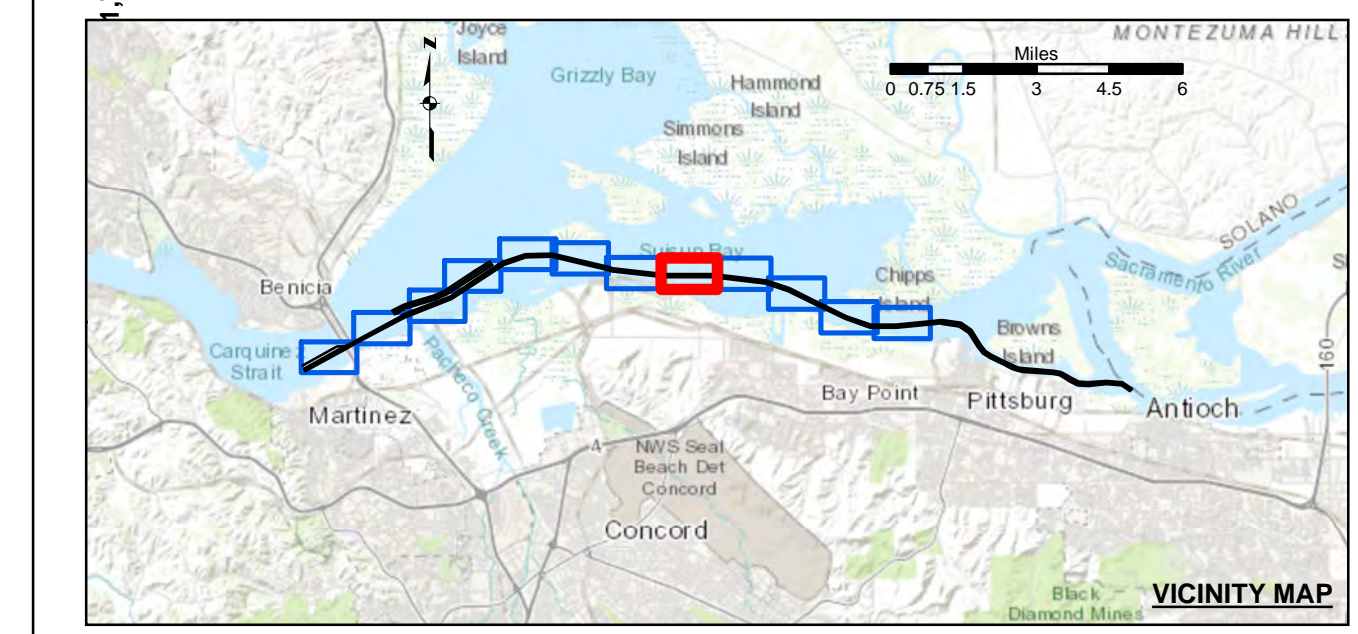 Joyce
Island
MONTEZUMA HILL
N
Miles
0 0.75 1.5 3 4.5 6
Grizzly Bay
Hammond
Island
Simmons
Island
SOLANO
Sacramento River
Suisun Bay
Chipps
Island
Benicia
Browns
Island
Carquinez
Strait
Pacheco Creek
160
Martinez
Bay Point
Pittsburg
Antioch
4
NWS Seal
Beach Det
Concord
Concord
Black
Diamond Mines
VICINITY MAP